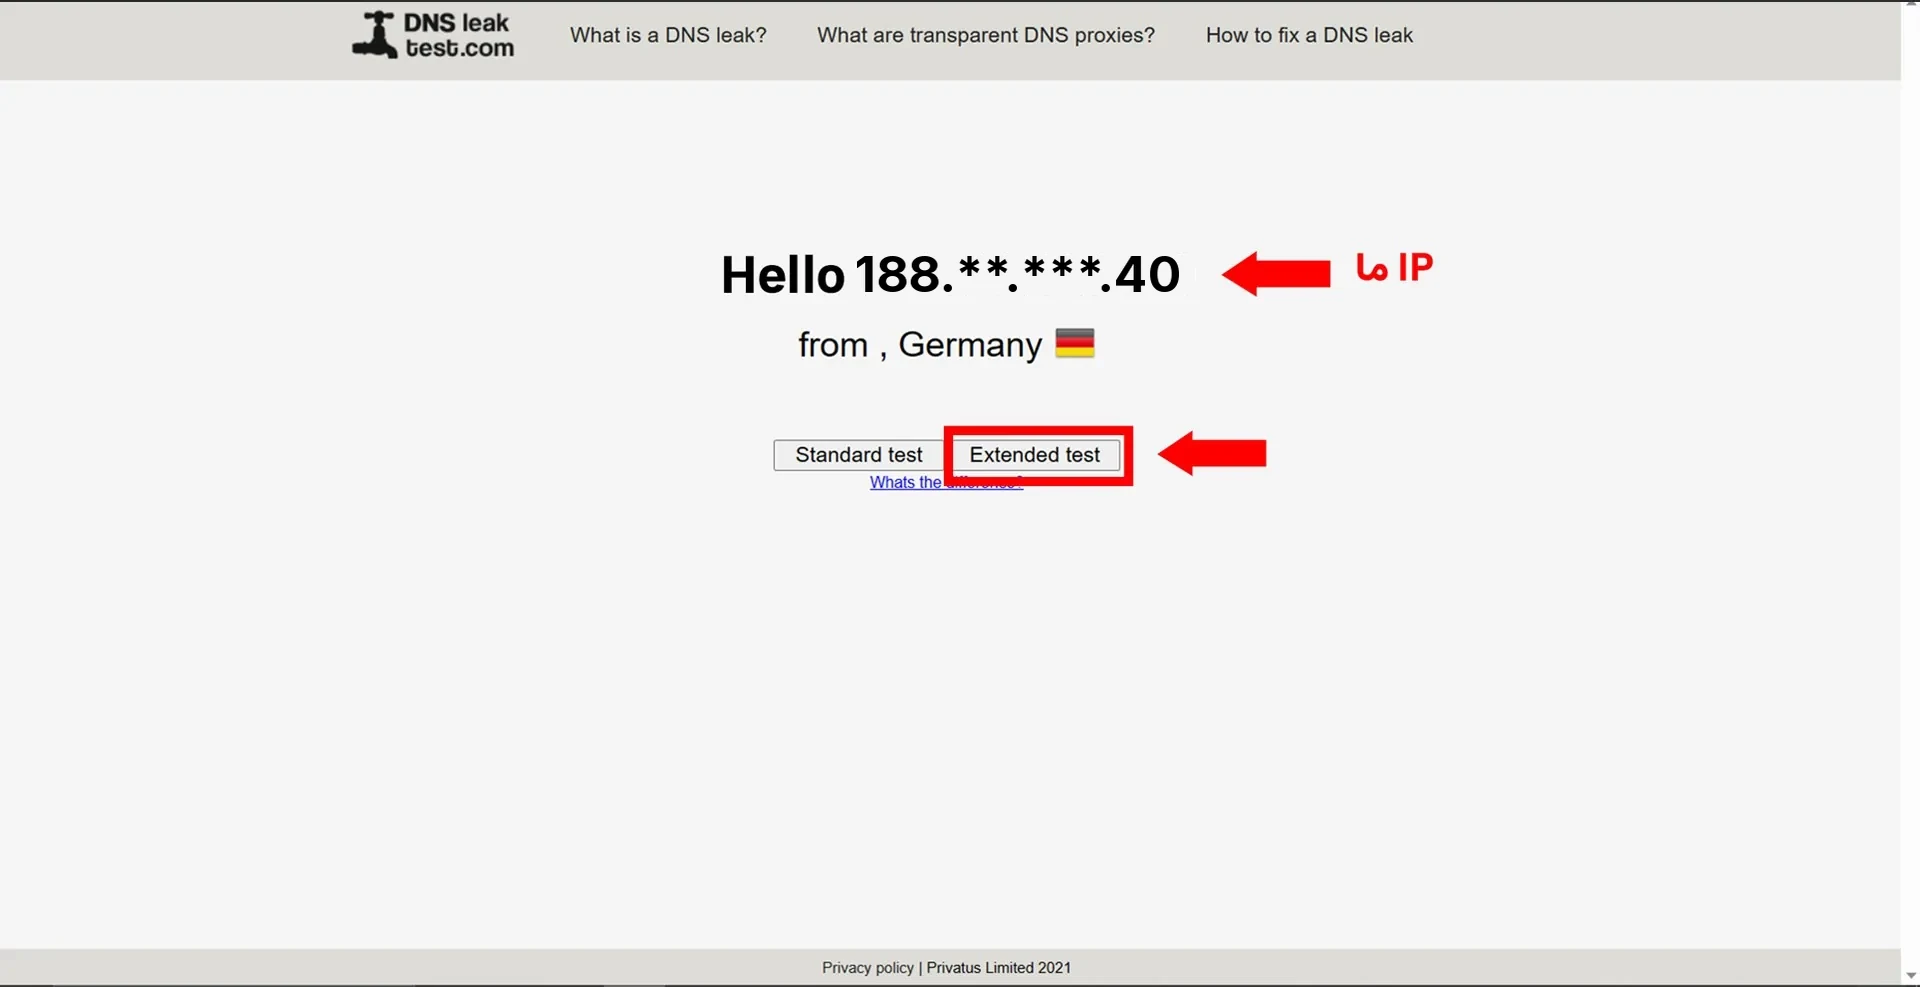 DNS leak
test.com
What is a DNS leak?
What are transparent DNS proxies?
How to fix a DNS leak
Hello 188.**.***.40
IP ما
from , Germany
Standard test
Extended test
Whats the difference?
Privacy policy | Privatus Limited 2021